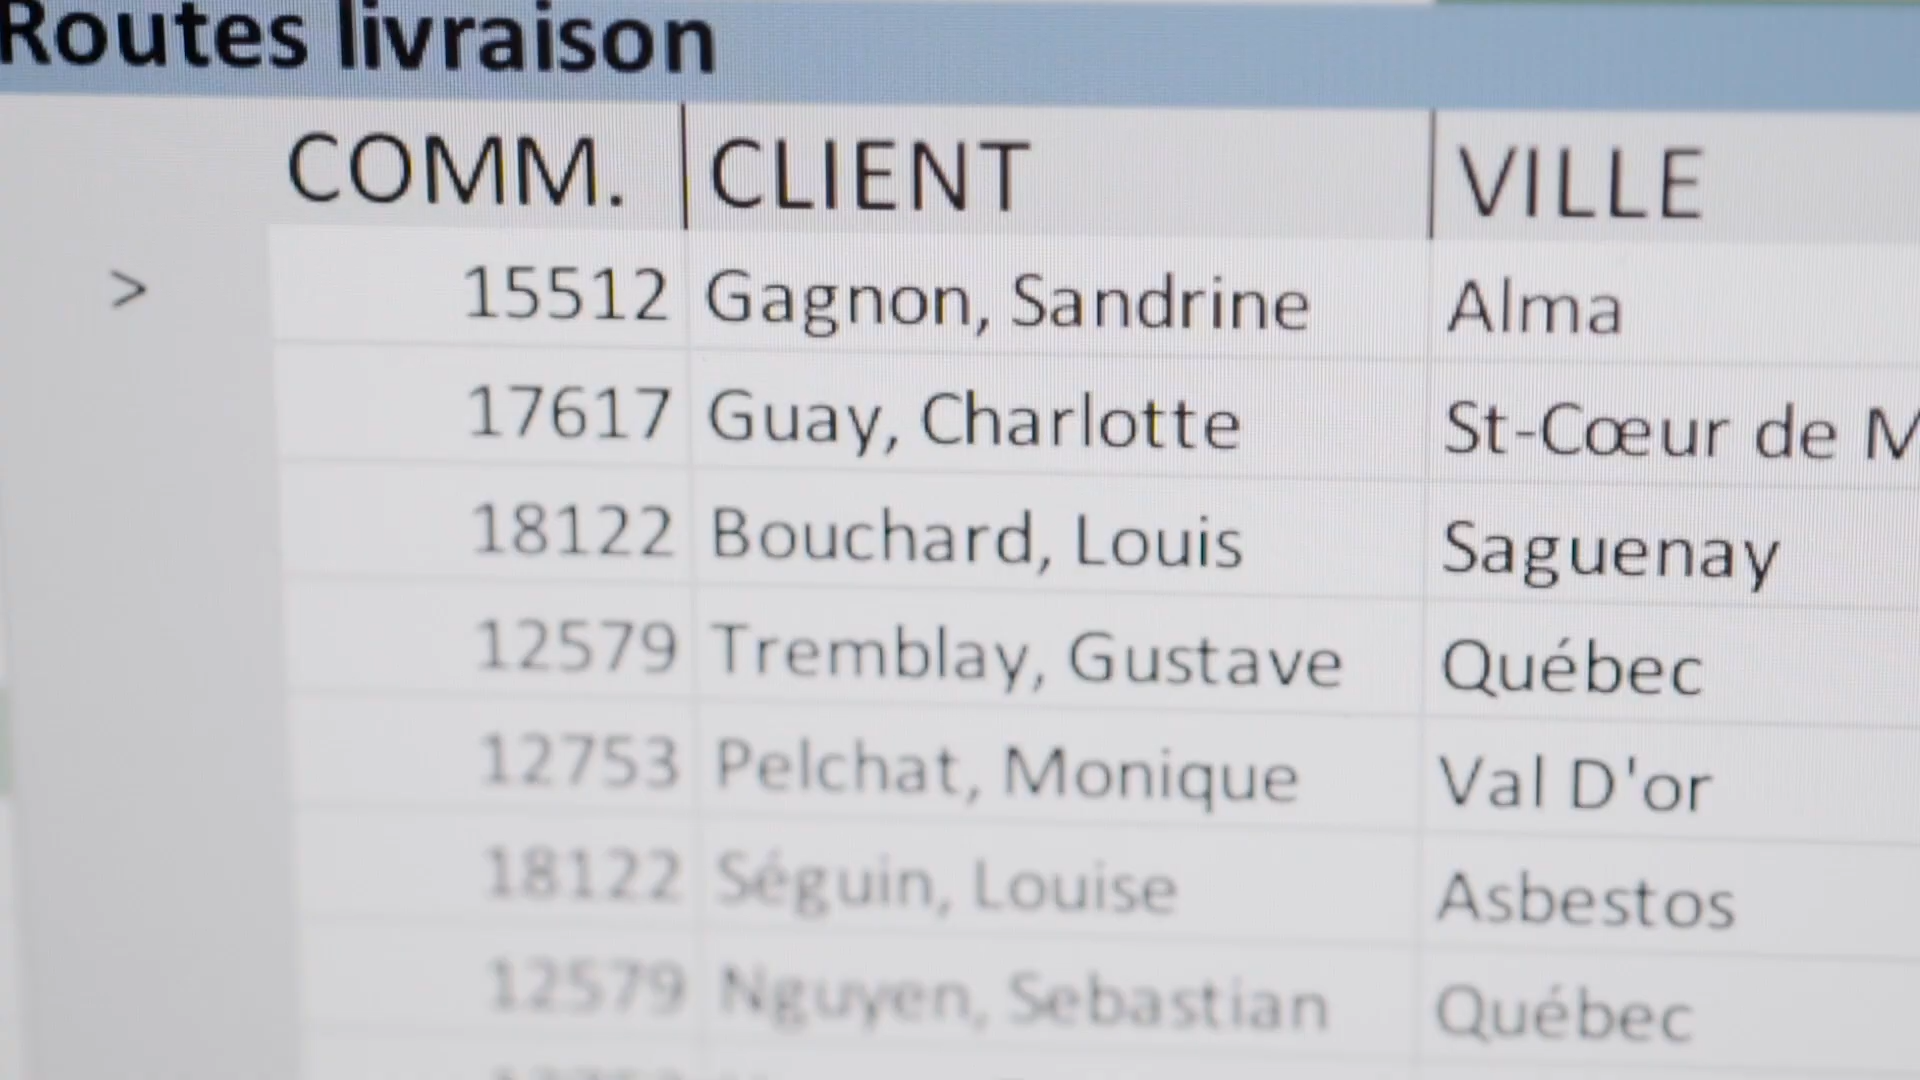 Routes livraison
COMM. CLIENT VILLE
> 15512 Gagnon, Sandrine Alma
17617 Guay, Charlotte St-Cœur de M
18122 Bouchard, Louis Saguenay
12579 Tremblay, Gustave Québec
12753 Pelchat, Monique Val D'or
18122 Séguin, Louise Asbestos
12579 Nguyen, Sebastian Québec